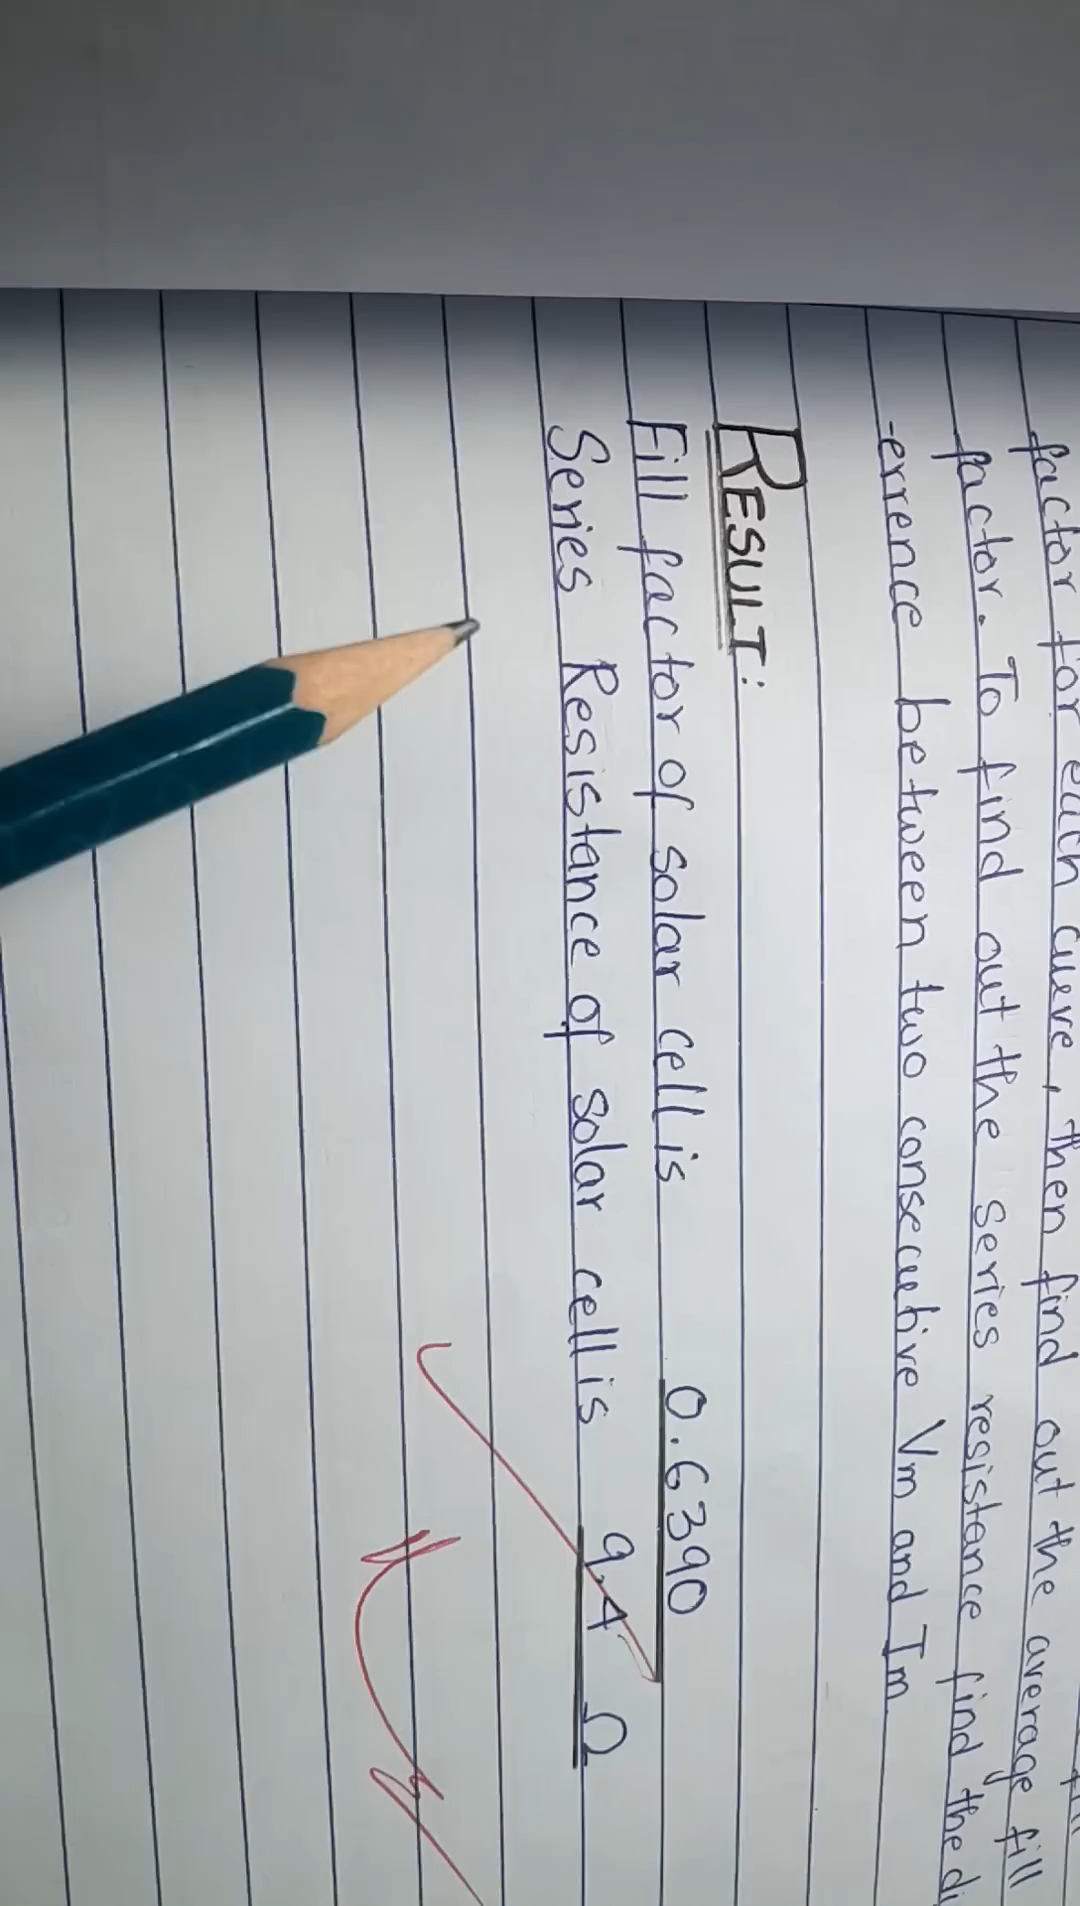 factor for each cueve, then find out the average fill
factor. To find out the series resistance find the di
-errence between two consecutive Vm and Im
RESULT:
Fill factor of solar cell is 0.6390
Series Resistance of solar cell is 9.4 Ω